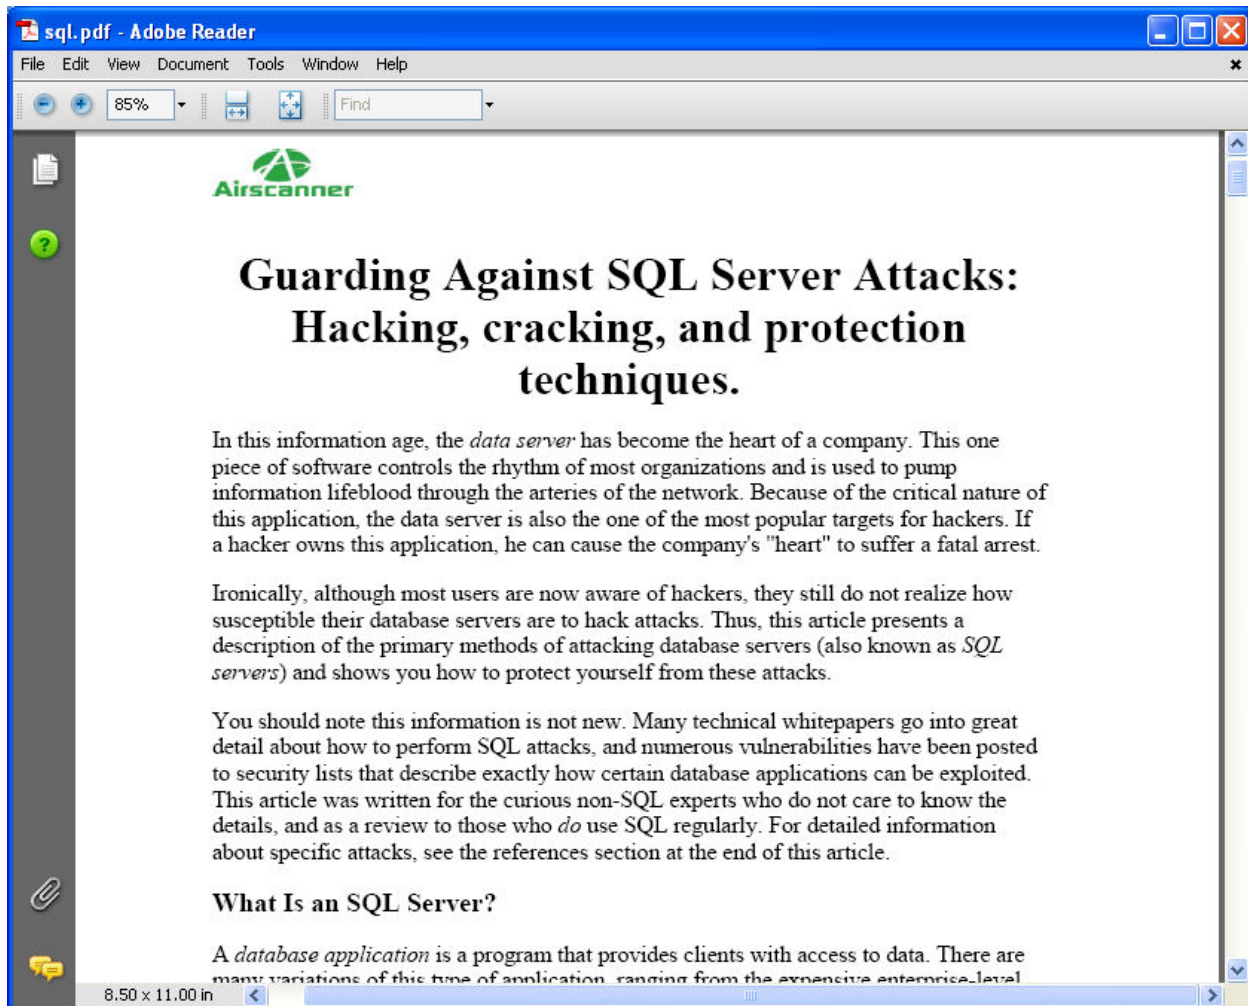 sql.pdf - Adobe Reader
File Edit View Document Tools Window Help
85%
Find
Airscanner
Guarding Against SQL Server Attacks:
Hacking, cracking, and protection
techniques.
In this information age, the data server has become the heart of a company. This one
piece of software controls the rhythm of most organizations and is used to pump
information lifeblood through the arteries of the network. Because of the critical nature of
this application, the data server is also the one of the most popular targets for hackers. If
a hacker owns this application, he can cause the company's "heart" to suffer a fatal arrest.
Ironically, although most users are now aware of hackers, they still do not realize how
susceptible their database servers are to hack attacks. Thus, this article presents a
description of the primary methods of attacking database servers (also known as SQL
servers) and shows you how to protect yourself from these attacks.
You should note this information is not new. Many technical whitepapers go into great
detail about how to perform SQL attacks, and numerous vulnerabilities have been posted
to security lists that describe exactly how certain database applications can be exploited.
This article was written for the curious non-SQL experts who do not care to know the
details, and as a review to those who do use SQL regularly. For detailed information
about specific attacks, see the references section at the end of this article.
What Is an SQL Server?
A database application is a program that provides clients with access to data. There are
many variations of this type of application, ranging from the expensive enterprise-level
8.50 x 11.00 in